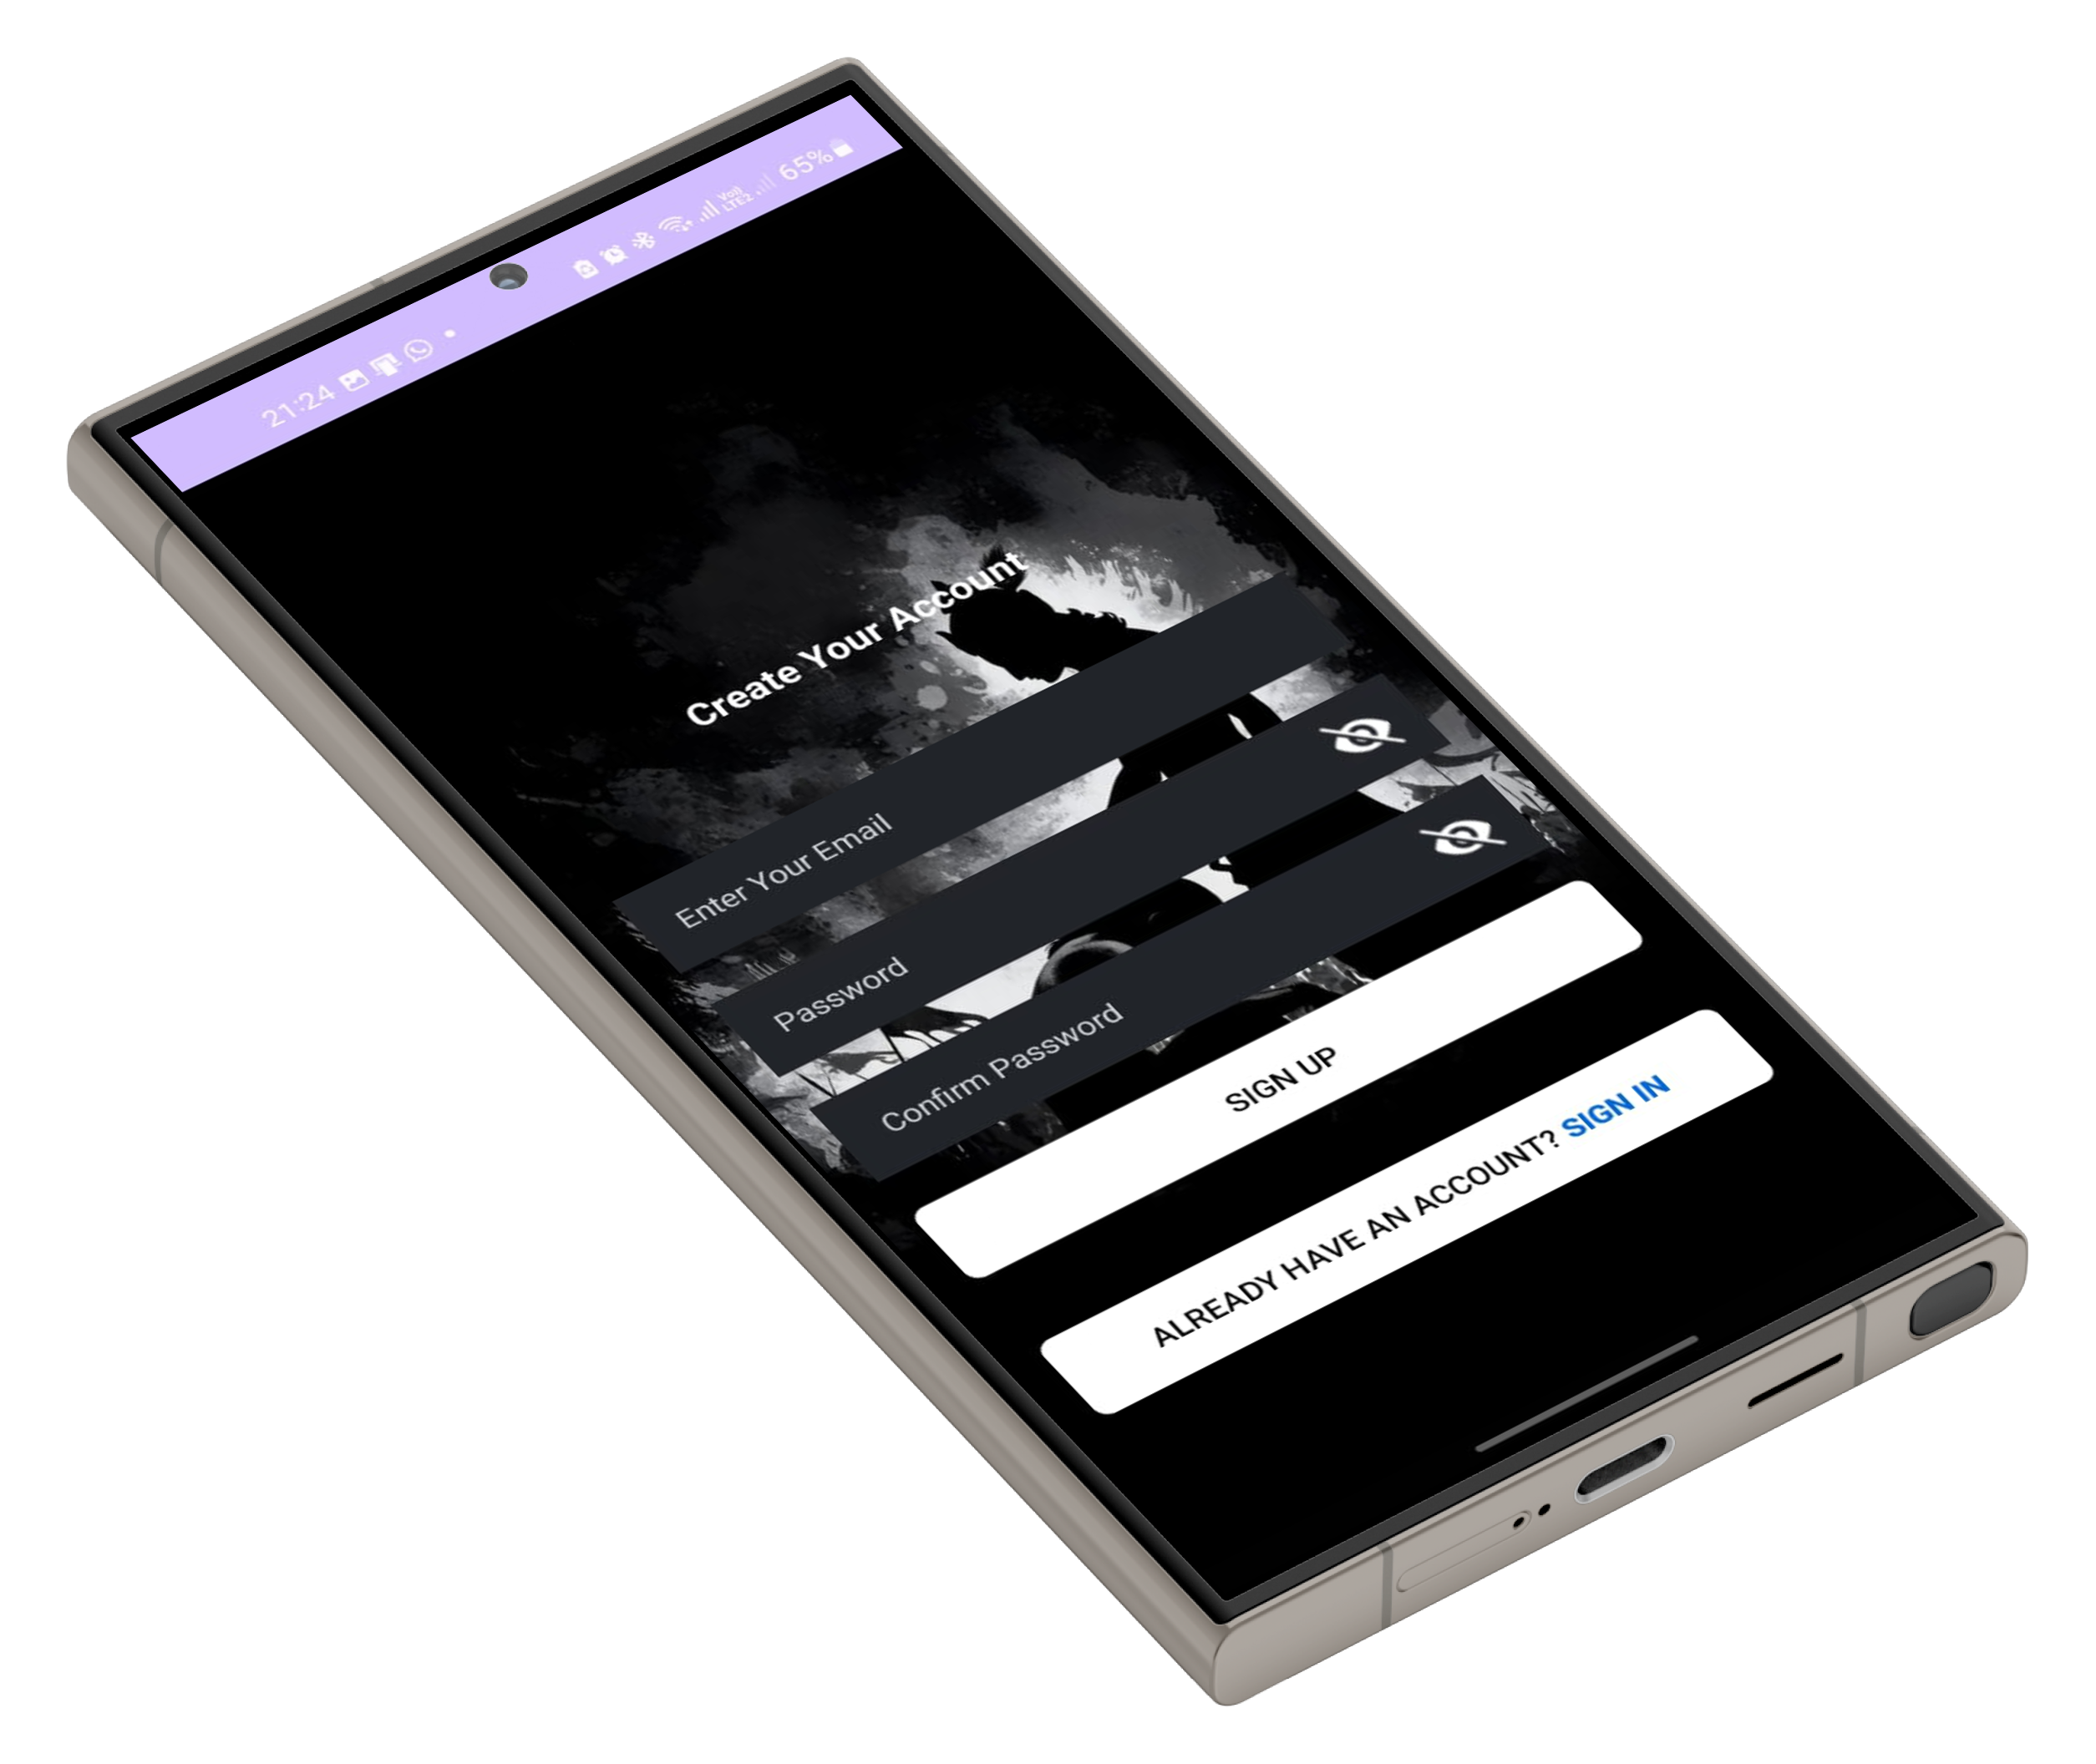 21:24 Vo)) LTE2 65%
Create Your Account
Enter Your Email
Password
Confirm Password
SIGN UP
ALREADY HAVE AN ACCOUNT? SIGN IN